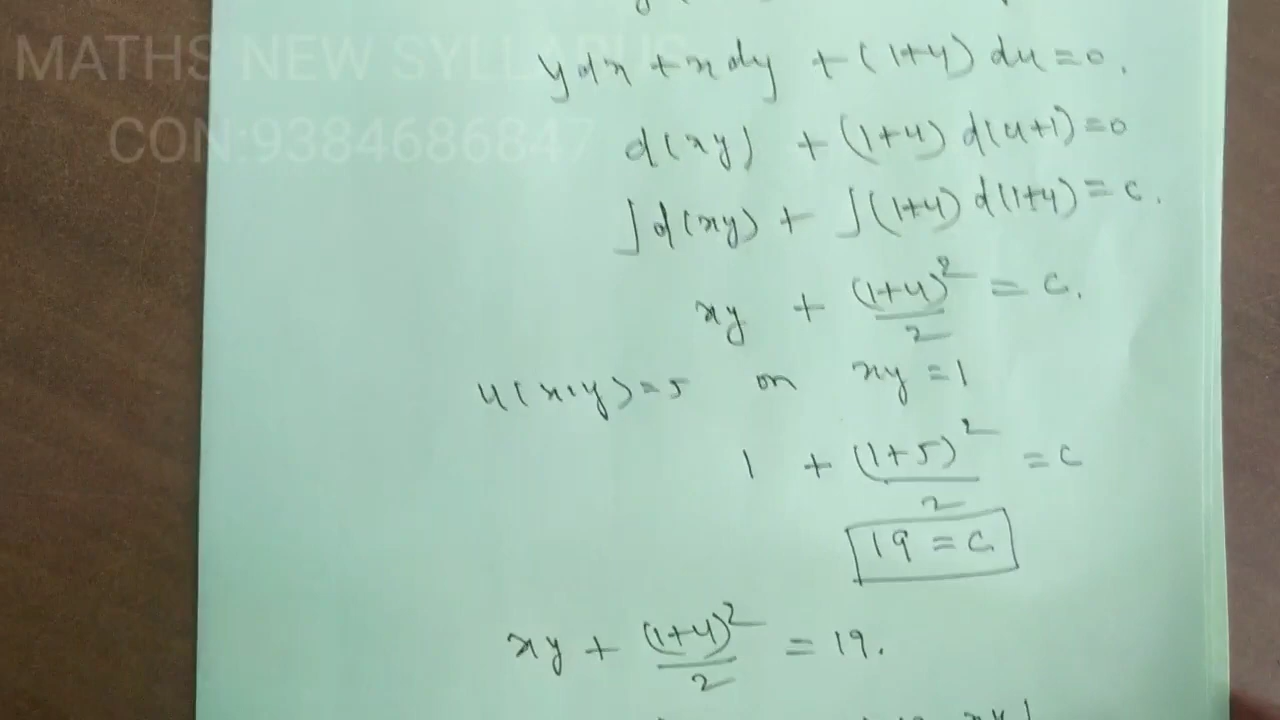 MATHS NEW SYLLABUS
CON:9384686847
ydx + xdy + (1+u) du = 0.
d(xy) + (1+u) d(u+1) = 0
∫d(xy) + ∫(1+u) d(1+u) = c.
xy + (1+u)²/2 = c.
u(x,y) = 5 on xy = 1
1 + (1+5)²/2 = c
19 = c
xy + (1+u)²/2 = 19.